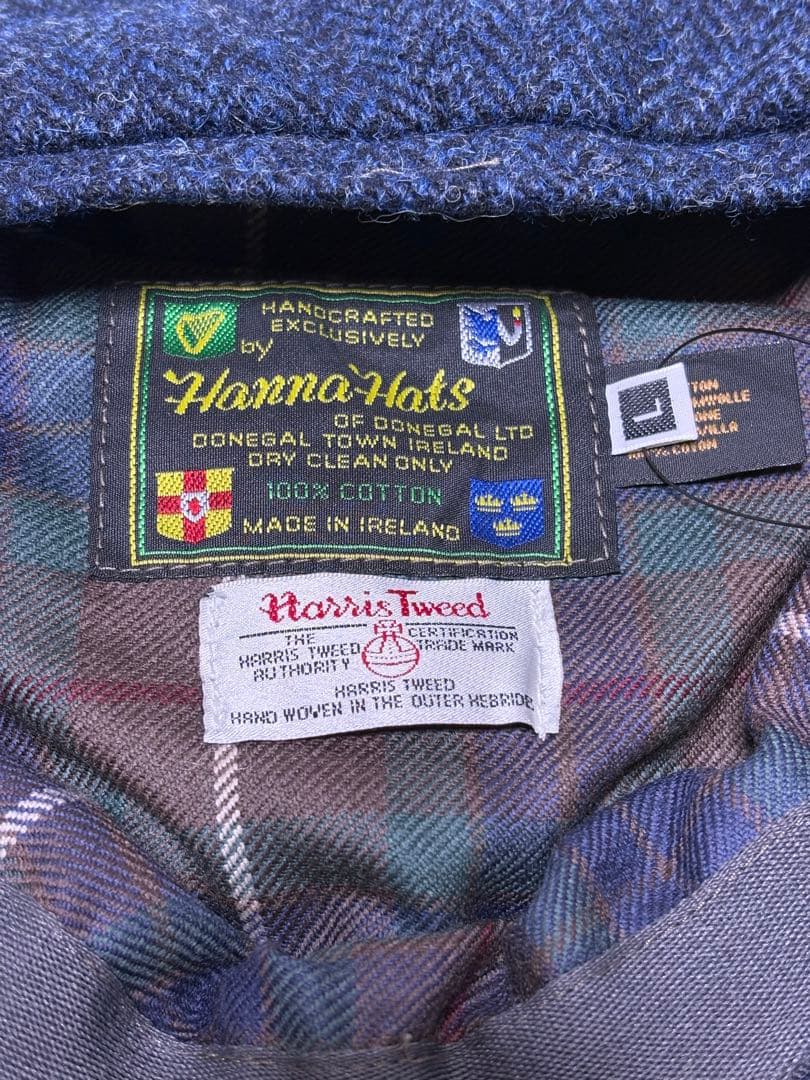 HANDCRAFTED
EXCLUSIVELY
by
Hanna Hats
OF DONEGAL LTD
DONEGAL TOWN IRELAND
DRY CLEAN ONLY
100% COTTON
MADE IN IRELAND
L
COTON
Harris Tweed
THE
HARRIS TWEED
AUTHORITY
CERTIFICATION
TRADE MARK
HARRIS TWEED
HAND WOVEN IN THE OUTER HEBRIDES